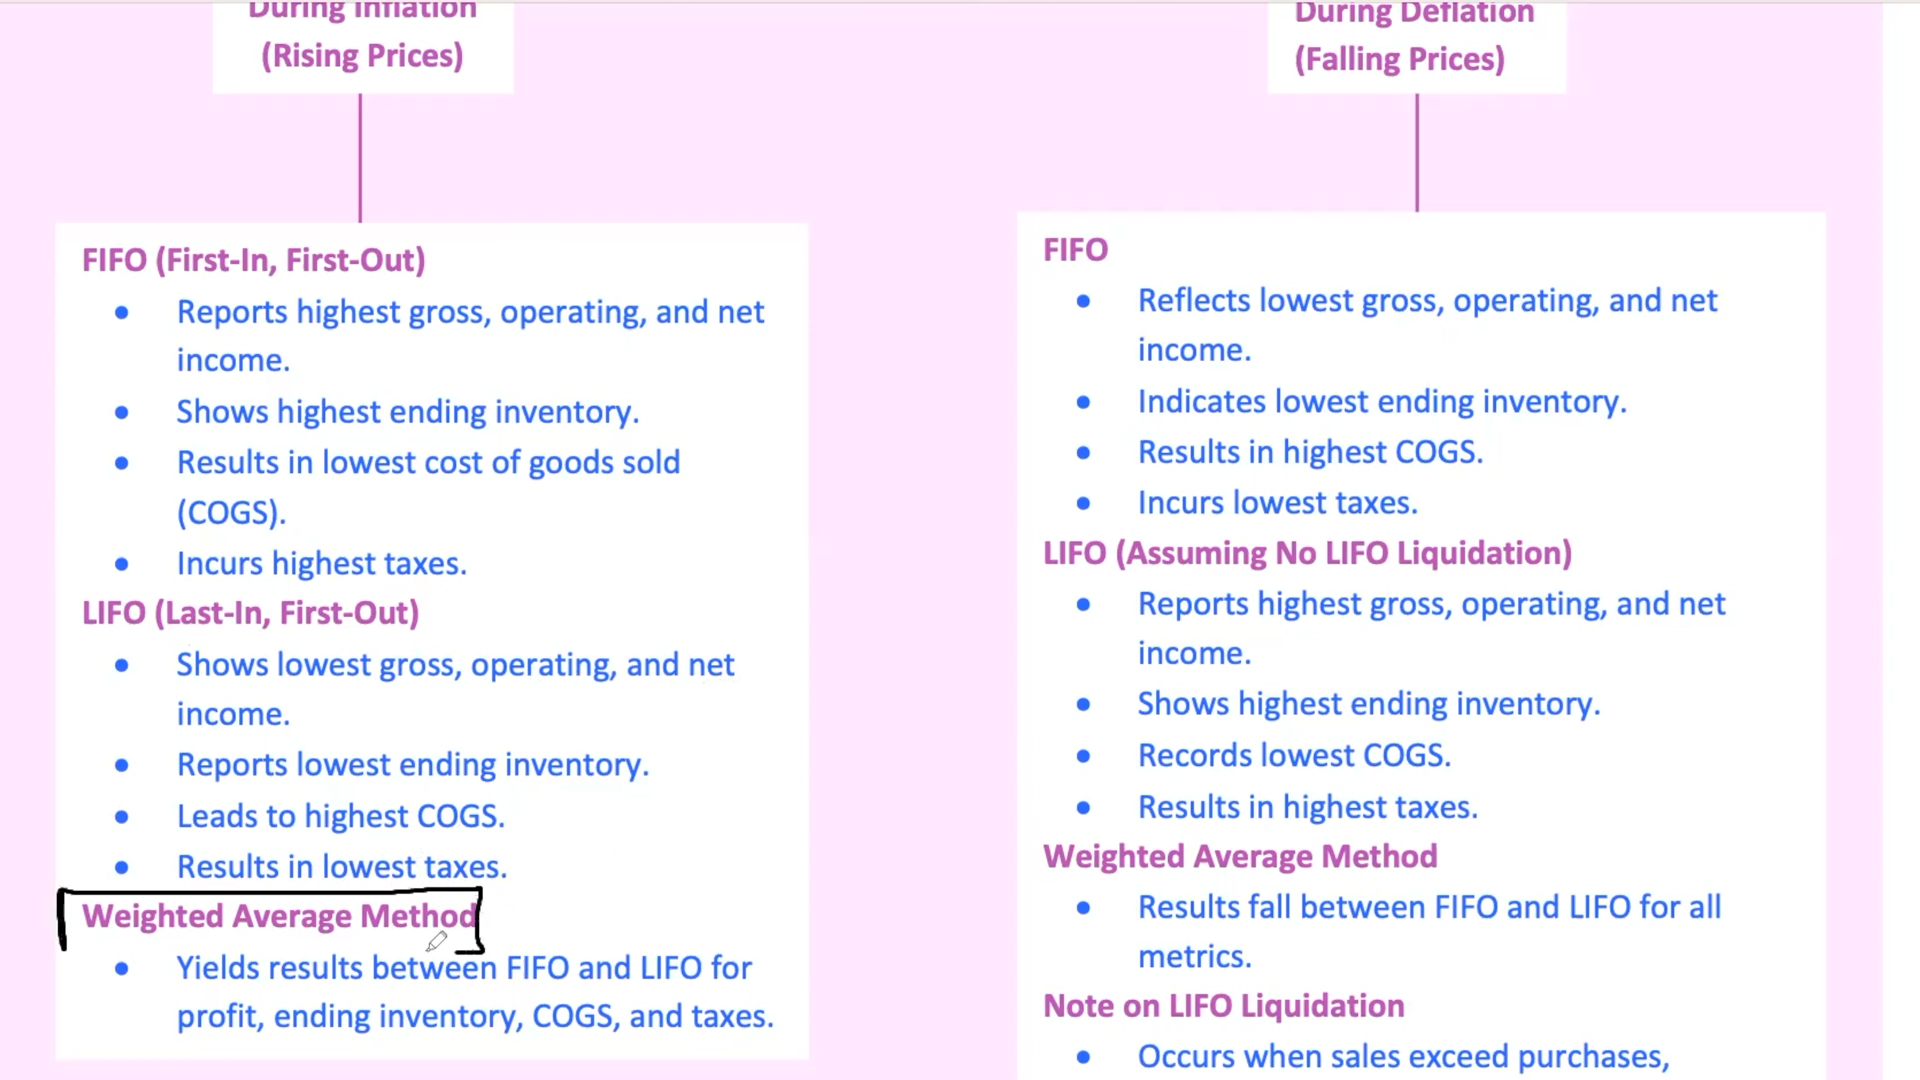 During Inflation
(Rising Prices)
FIFO (First-In, First-Out)
• Reports highest gross, operating, and net
income.
• Shows highest ending inventory.
• Results in lowest cost of goods sold
(COGS).
• Incurs highest taxes.
LIFO (Last-In, First-Out)
• Shows lowest gross, operating, and net
income.
• Reports lowest ending inventory.
• Leads to highest COGS.
• Results in lowest taxes.
Weighted Average Method
• Yields results between FIFO and LIFO for
profit, ending inventory, COGS, and taxes.
During Deflation
(Falling Prices)
FIFO
• Reflects lowest gross, operating, and net
income.
• Indicates lowest ending inventory.
• Results in highest COGS.
• Incurs lowest taxes.
LIFO (Assuming No LIFO Liquidation)
• Reports highest gross, operating, and net
income.
• Shows highest ending inventory.
• Records lowest COGS.
• Results in highest taxes.
Weighted Average Method
• Results fall between FIFO and LIFO for all
metrics.
Note on LIFO Liquidation
• Occurs when sales exceed purchases,